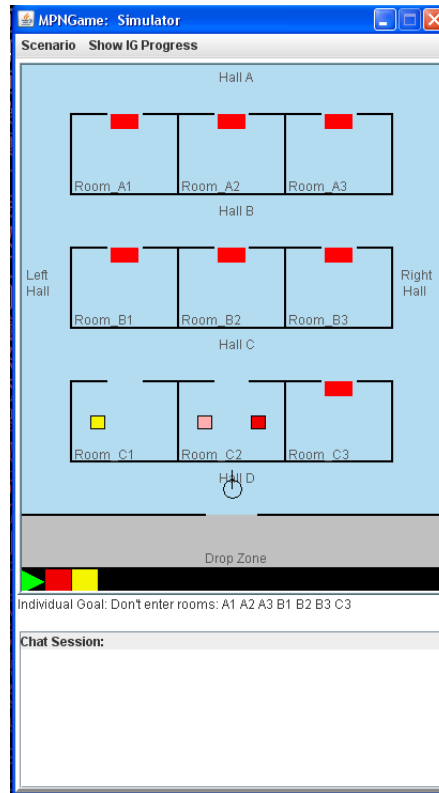 MPNGame: Simulator
Scenario Show IG Progress
Hall A
Room_A1 Room_A2 Room_A3
Hall B
Left Hall
Right Hall
Room_B1 Room_B2 Room_B3
Hall C
Room_C1 Room_C2 Room_C3
Hall D
Drop Zone
Individual Goal: Don't enter rooms: A1 A2 A3 B1 B2 B3 C3
Chat Session: